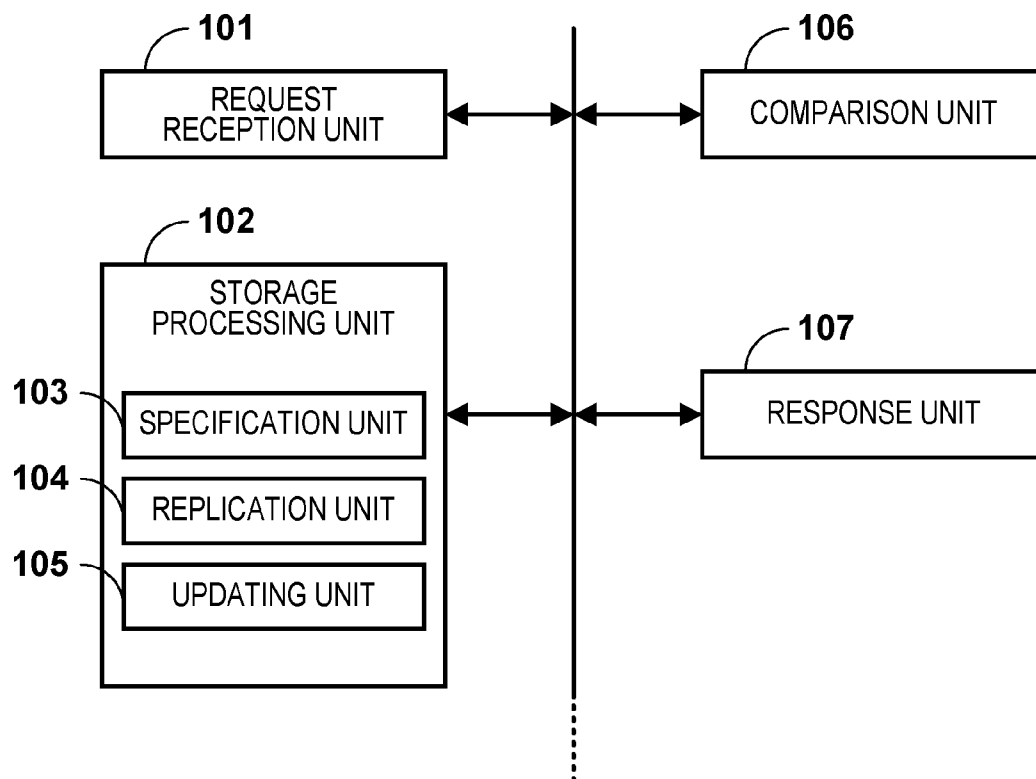 101
REQUEST
RECEPTION UNIT
102
STORAGE
PROCESSING UNIT
103
SPECIFICATION UNIT
104
REPLICATION UNIT
105
UPDATING UNIT
106
COMPARISON UNIT
107
RESPONSE UNIT